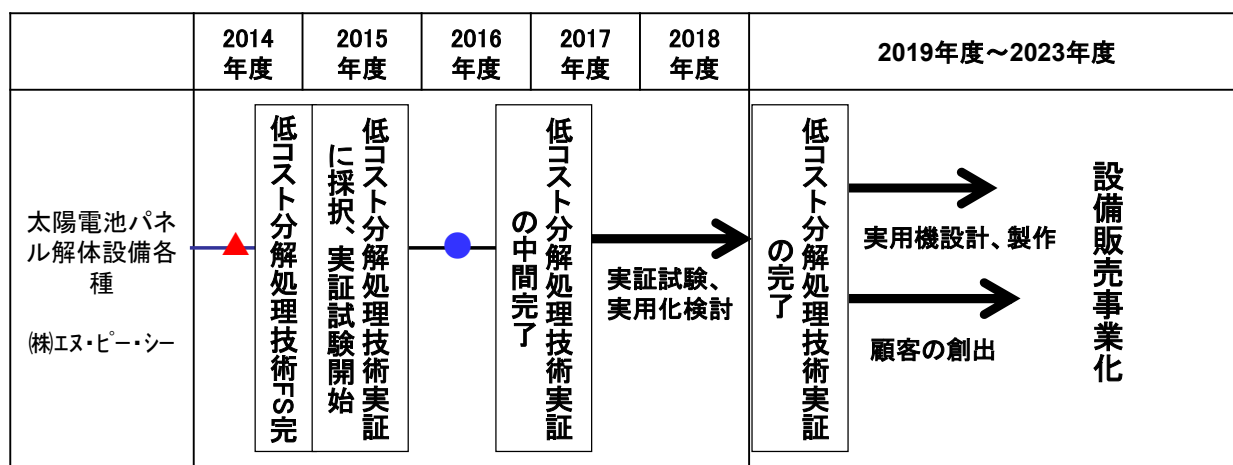 2014
年度
2015
年度
2016
年度
2017
年度
2018
年度
2019年度～2023年度
太陽電池パネ
ル解体設備各
種
㈱エヌ・ピー・シー
低コスト分解処理技術FS完
低コスト分解処理技術実証
に採択、実証試験開始
低コスト分解処理技術実証
の中間完了
実証試験、
実用化検討
低コスト分解処理技術実証
の完了
実用機設計、製作
顧客の創出
設備販売事業化